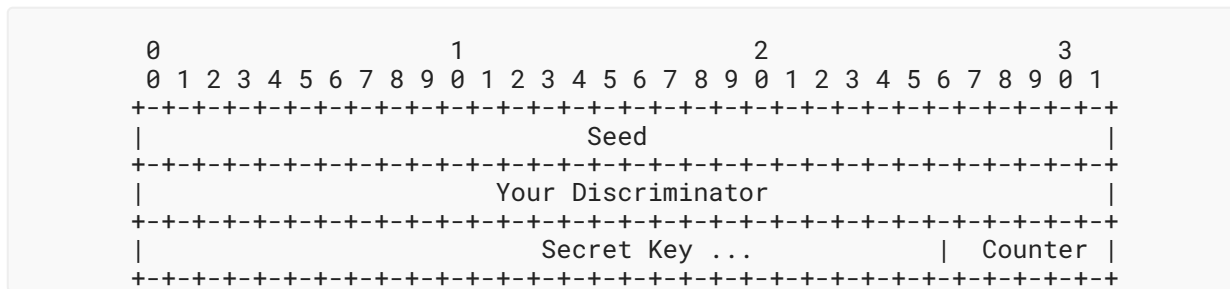 0                   1                   2                   3
0 1 2 3 4 5 6 7 8 9 0 1 2 3 4 5 6 7 8 9 0 1 2 3 4 5 6 7 8 9 0 1
+-+-+-+-+-+-+-+-+-+-+-+-+-+-+-+-+-+-+-+-+-+-+-+-+-+-+-+-+-+-+-+-+
|                             Seed                              |
+-+-+-+-+-+-+-+-+-+-+-+-+-+-+-+-+-+-+-+-+-+-+-+-+-+-+-+-+-+-+-+-+
|                       Your Discriminator                      |
+-+-+-+-+-+-+-+-+-+-+-+-+-+-+-+-+-+-+-+-+-+-+-+-+-+-+-+-+-+-+-+-+
|                          Secret Key ...            |  Counter |
+-+-+-+-+-+-+-+-+-+-+-+-+-+-+-+-+-+-+-+-+-+-+-+-+-+-+-+-+-+-+-+-+